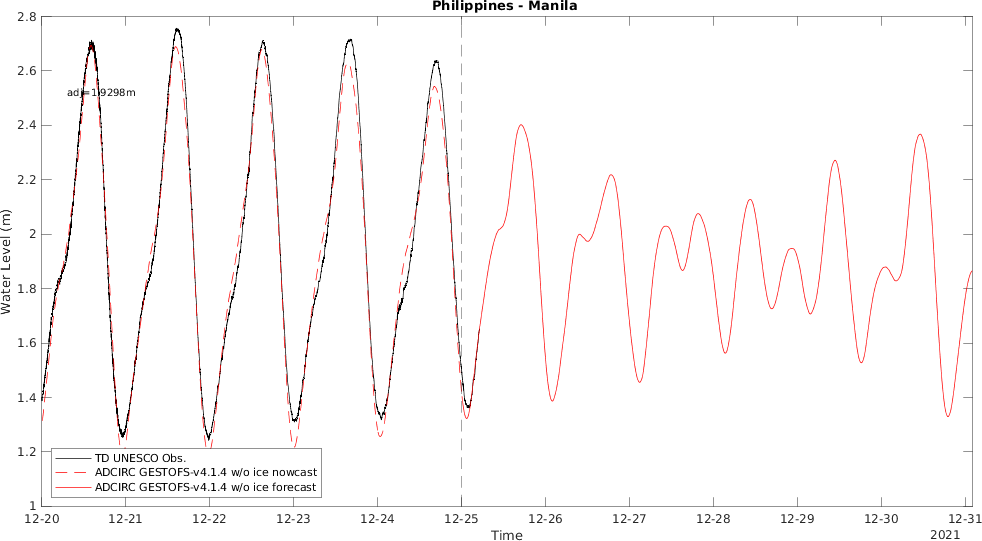 Philippines - Manila
2.8
2.6
adj=1.9298m
2.4
2.2
2
1.8
1.6
1.4
1.2
1
Water Level (m)
TD UNESCO Obs.
ADCIRC GESTOFS-v4.1.4 w/o ice nowcast
ADCIRC GESTOFS-v4.1.4 w/o ice forecast
12-20 12-21 12-22 12-23 12-24 12-25 12-26 12-27 12-28 12-29 12-30 12-31
Time
2021